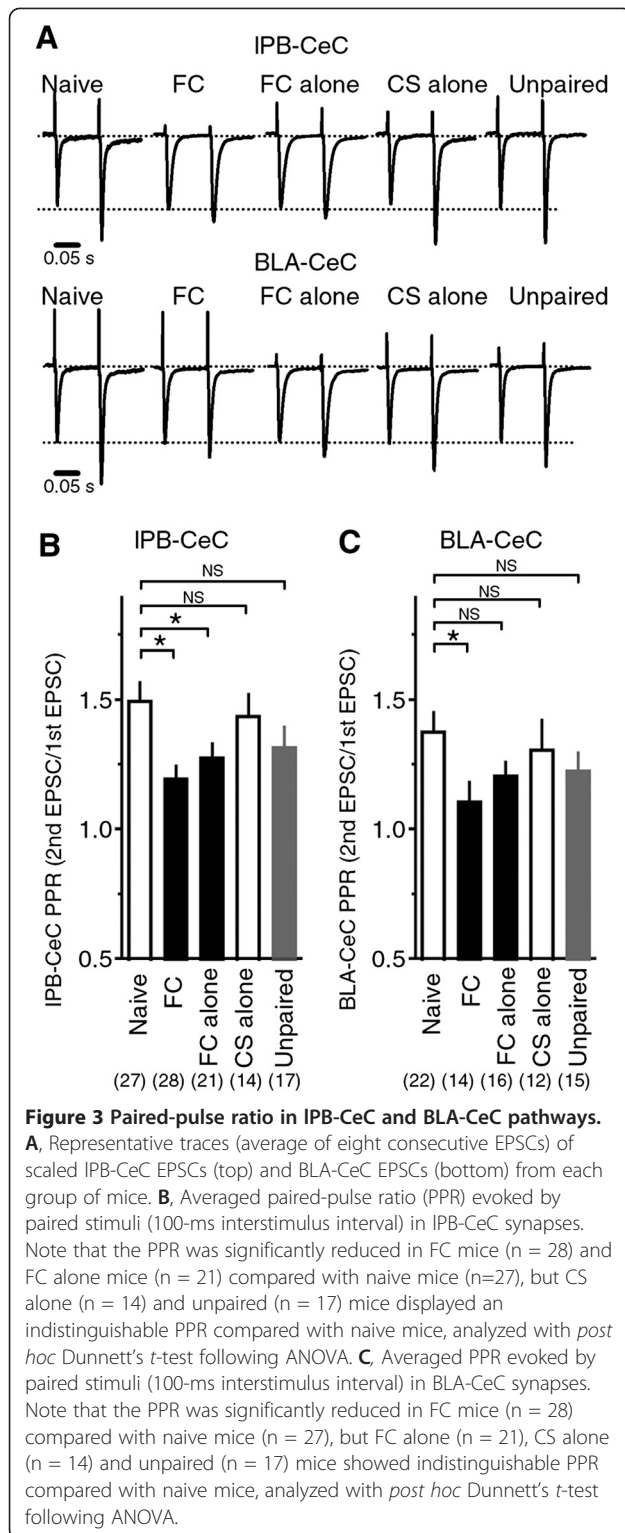 A
lPB-CeC
Naive FC FC alone CS alone Unpaired
0.05 s
BLA-CeC
Naive FC FC alone CS alone Unpaired
0.05 s
B
lPB-CeC
NS
NS
*
*
lPB-CeC PPR (2nd EPSC/1st EPSC)
1.5
1.0
0.5
Naive
FC
FC alone
CS alone
Unpaired
(27) (28) (21) (14) (17)
C
BLA-CeC
NS
NS
NS
*
BLA-CeC PPR (2nd EPSC/1st EPSC)
1.5
1.0
0.5
Naive
FC
FC alone
CS alone
Unpaired
(22) (14) (16) (12) (15)
Figure 3 Paired-pulse ratio in lPB-CeC and BLA-CeC pathways.
A, Representative traces (average of eight consecutive EPSCs) of
scaled lPB-CeC EPSCs (top) and BLA-CeC EPSCs (bottom) from each
group of mice. B, Averaged paired-pulse ratio (PPR) evoked by
paired stimuli (100-ms interstimulus interval) in lPB-CeC synapses.
Note that the PPR was significantly reduced in FC mice (n = 28) and
FC alone mice (n = 21) compared with naive mice (n=27), but CS
alone (n = 14) and unpaired (n = 17) mice displayed an
indistinguishable PPR compared with naive mice, analyzed with post
hoc Dunnett's t-test following ANOVA. C, Averaged PPR evoked by
paired stimuli (100-ms interstimulus interval) in BLA-CeC synapses.
Note that the PPR was significantly reduced in FC mice (n = 28)
compared with naive mice (n = 27), but FC alone (n = 21), CS alone
(n = 14) and unpaired (n = 17) mice showed indistinguishable PPR
compared with naive mice, analyzed with post hoc Dunnett's t-test
following ANOVA.